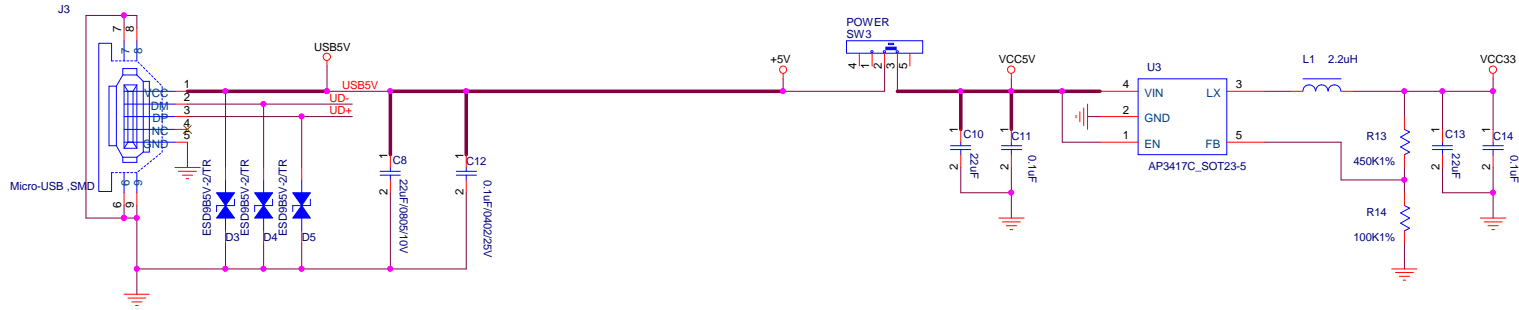 J3
7
8
7
8
VCC
DM
DP
NC
GND
1
2
3
4
5
Micro-USB ,SMD
6
9
6
9
USB5V
USB5V
UD-
UD+
ESD9B5V-2/TR
D3
ESD9B5V-2/TR
D4
ESD9B5V-2/TR
D5
1
C8
2
22uF/0805/10V
1
C12
2
0.1uF/0402/25V
+5V
POWER
SW3
4
1
2
3
5
VCC5V
1
C10
2
22uF
1
C11
2
0.1uF
U3
4
VIN
LX
3
2
GND
1
EN
FB
5
AP3417C_SOT23-5
L1
2.2uH
VCC33
R13
450K1%
R14
100K1%
1
C13
2
22uF
1
C14
2
0.1uF